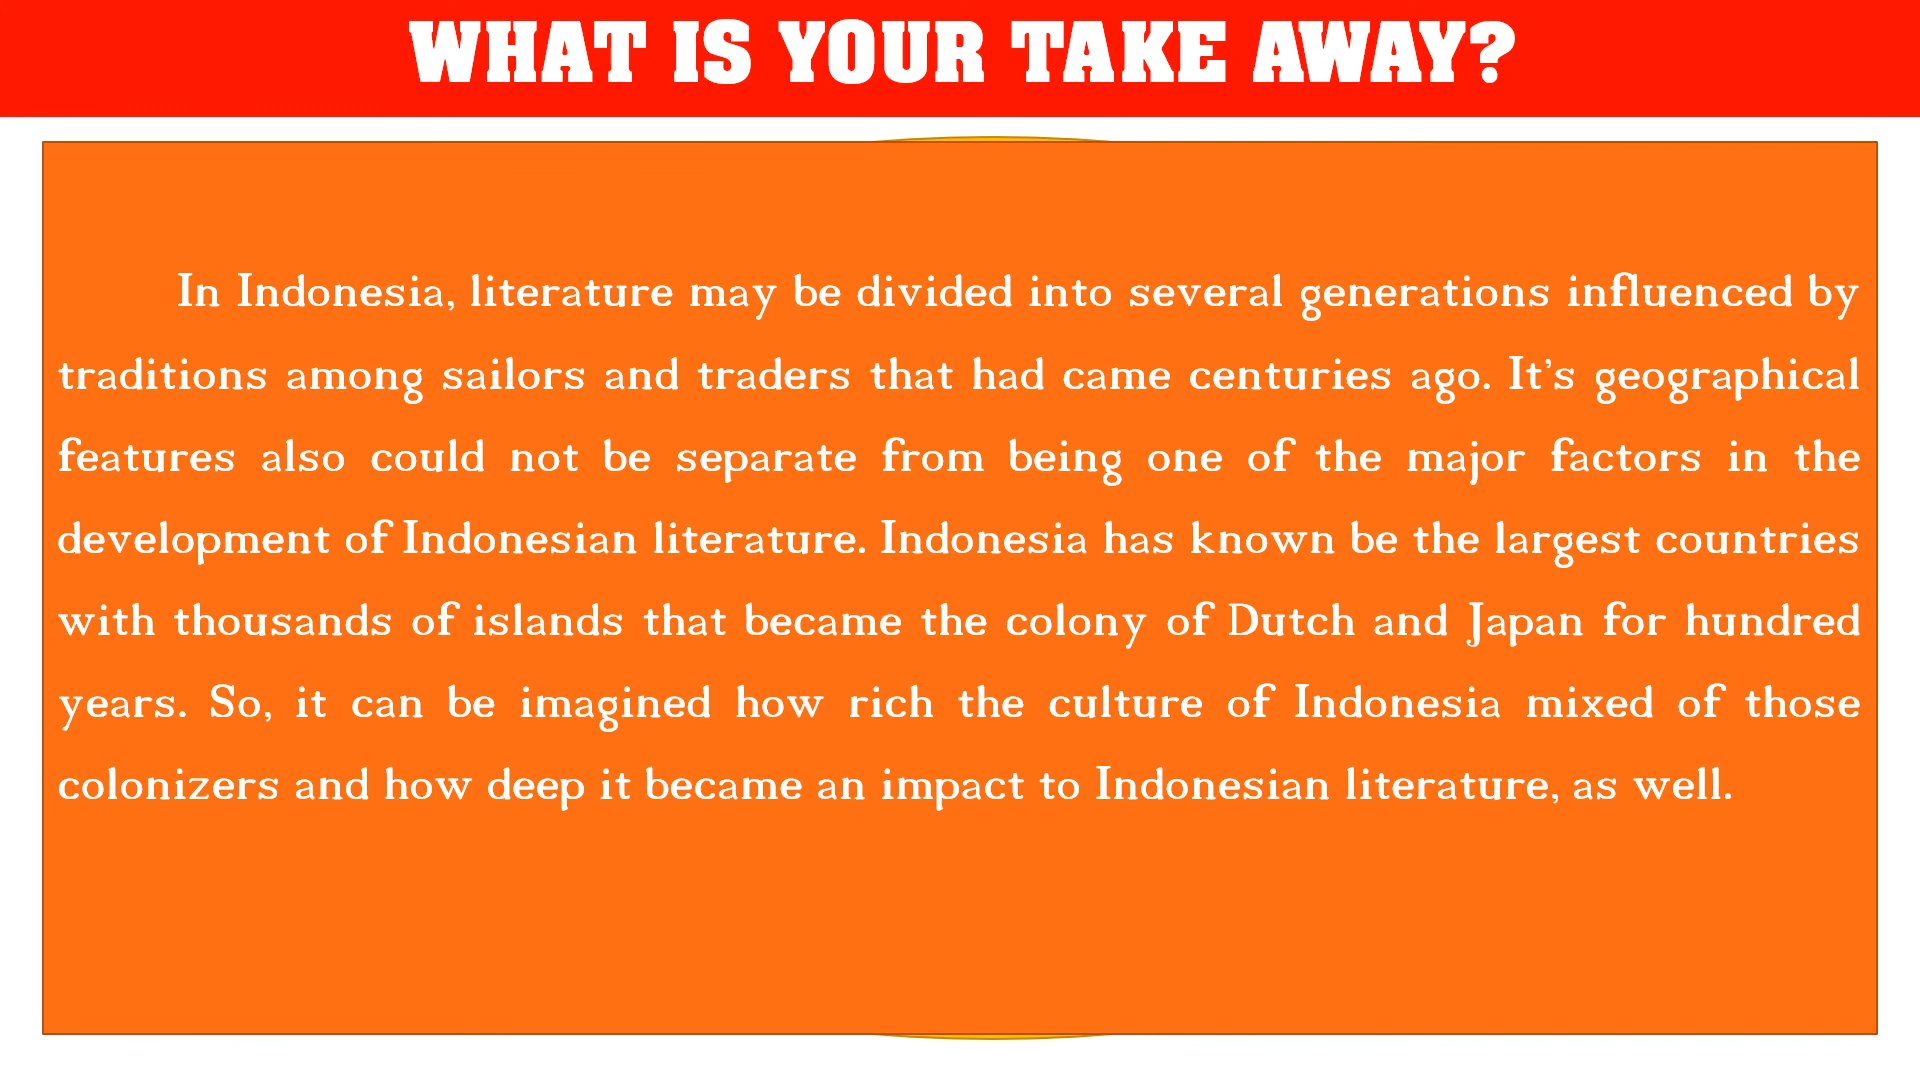 WHAT IS YOUR TAKE AWAY?
In Indonesia, literature may be divided into several generations influenced by
traditions among sailors and traders that had came centuries ago. It’s geographical
features also could not be separate from being one of the major factors in the
development of Indonesian literature. Indonesia has known be the largest countries
with thousands of islands that became the colony of Dutch and Japan for hundred
years. So, it can be imagined how rich the culture of Indonesia mixed of those
colonizers and how deep it became an impact to Indonesian literature, as well.